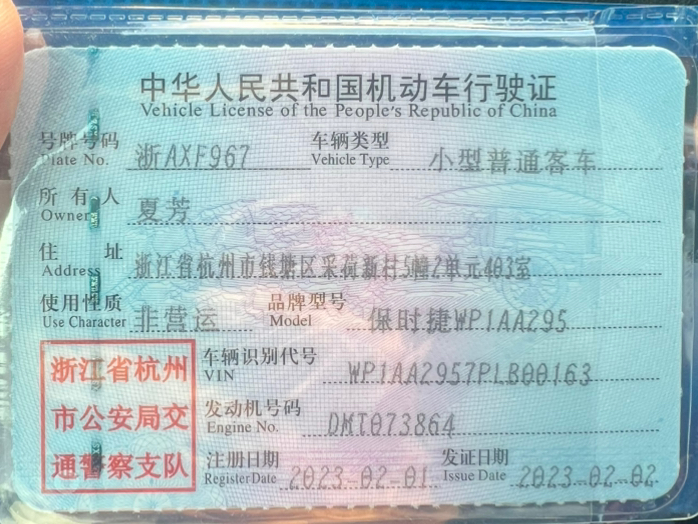 中华人民共和国机动车行驶证
Vehicle License of the People's Republic of China
号牌号码 浙AXF967 车辆类型 小型普通客车
Plate No. Vehicle Type
所有人 夏芳
Owner
住址 浙江省杭州市钱塘区采荷新村5幢2单元403室
Address
使用性质 非营运 品牌型号 保时捷WP1AA295
Use Character Model
浙江省杭州
市公安局交
通警察支队
车辆识别代号 WP1AA2957PLB00163
VIN
发动机号码 DMT073864
Engine No.
注册日期 2023-02-01 发证日期 2023-02-02
Register Date Issue Date